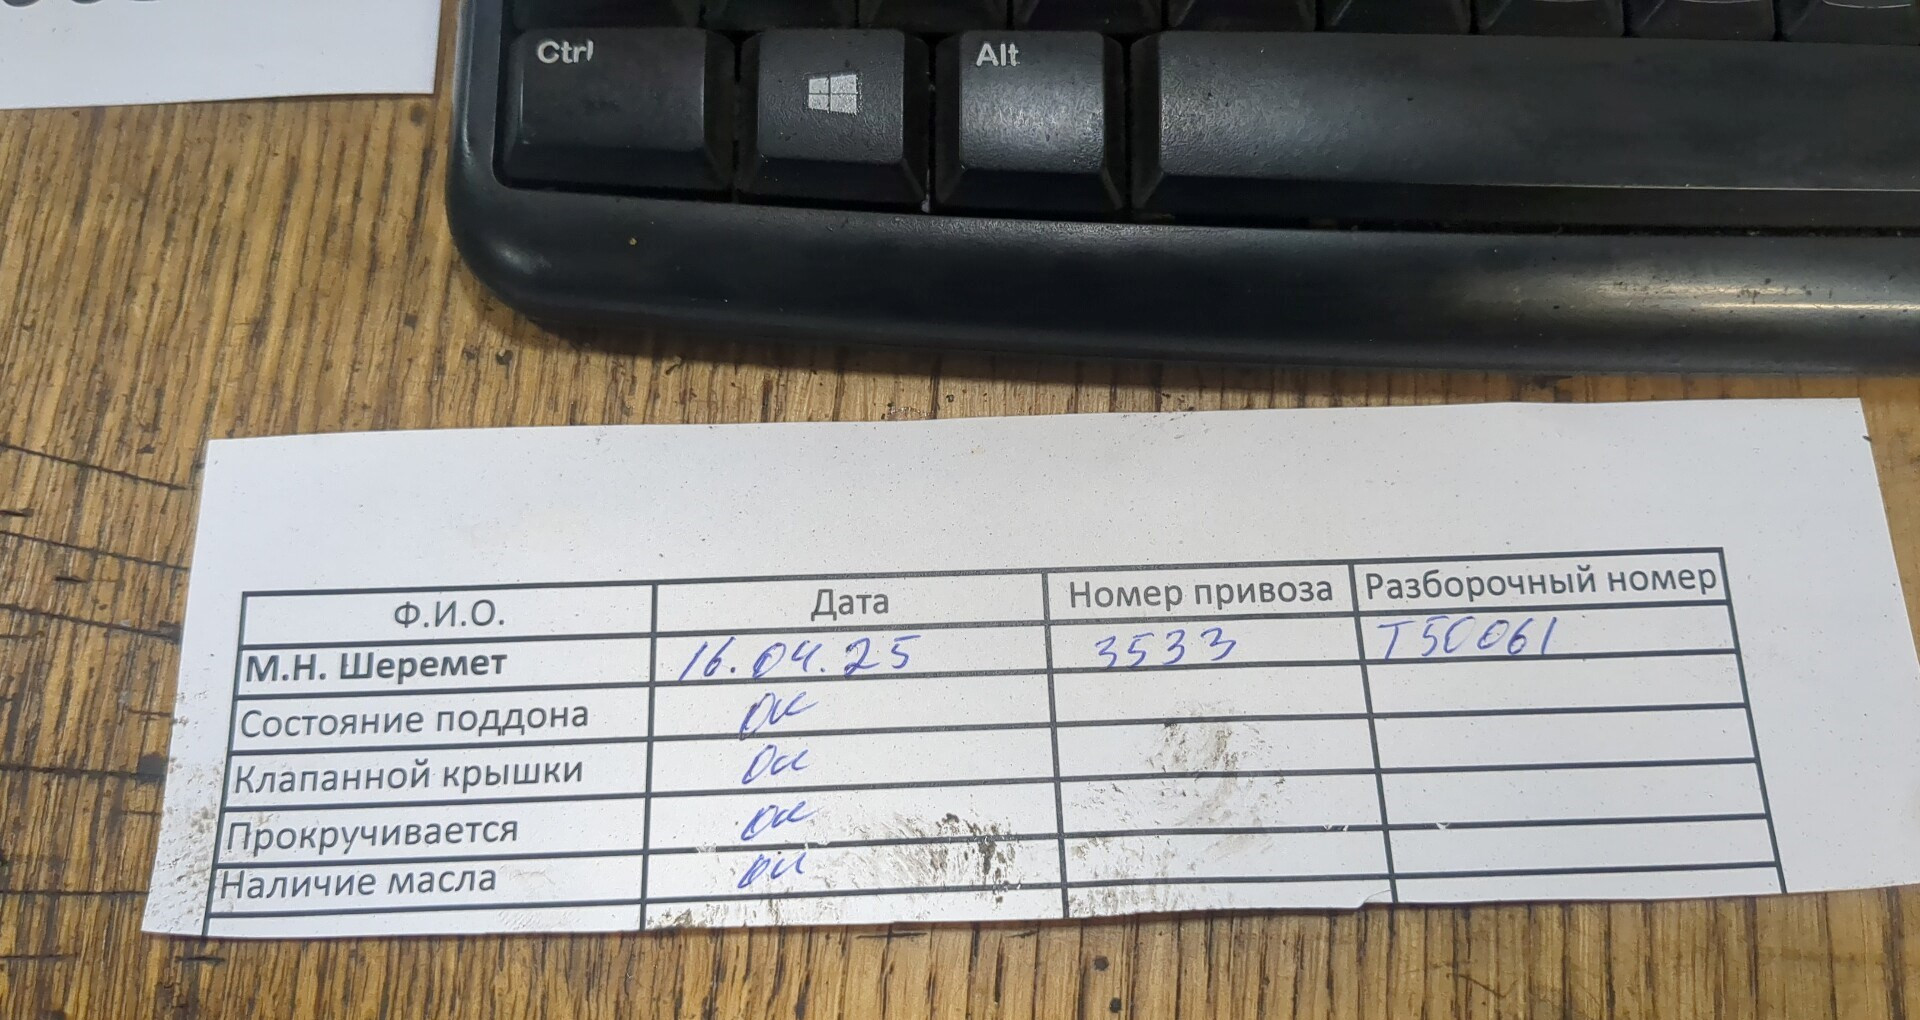 Ctrl Alt
Ф.И.О. Дата Номер привоза Разборочный номер
М.Н. Шеремет 16.04.25 3533 Т50061
Состояние поддона ок
Клапанной крышки ок
Прокручивается ок
Наличие масла ок